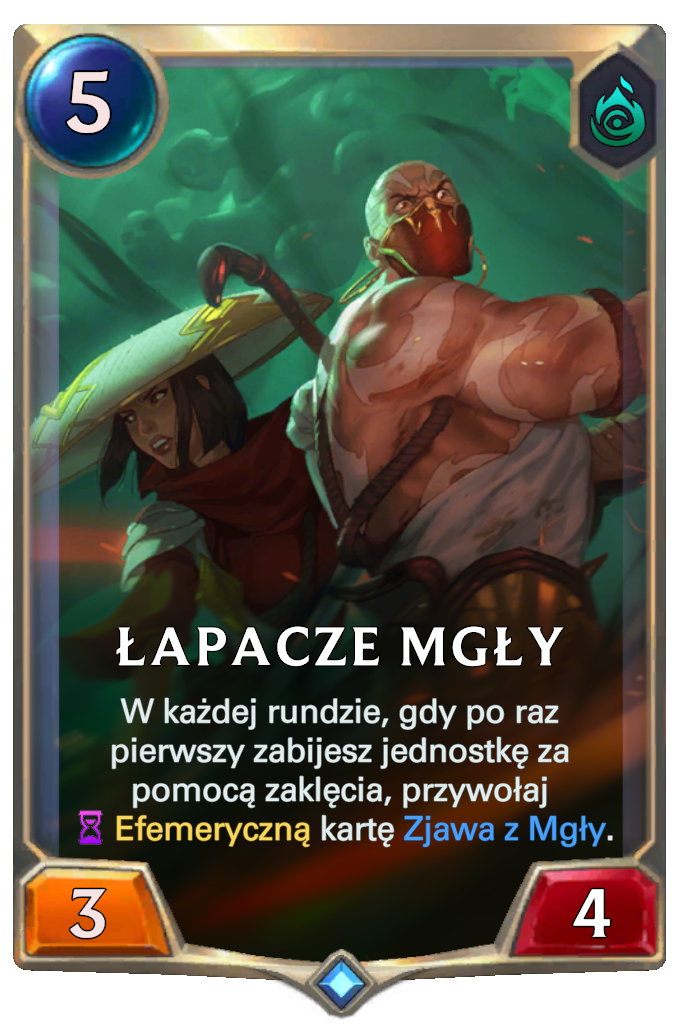 5
ŁAPACZE MGŁY
W każdej rundzie, gdy po raz
pierwszy zabijesz jednostkę za
pomocą zaklęcia, przywołaj
Efemeryczną kartę Zjawa z Mgły.
3
4